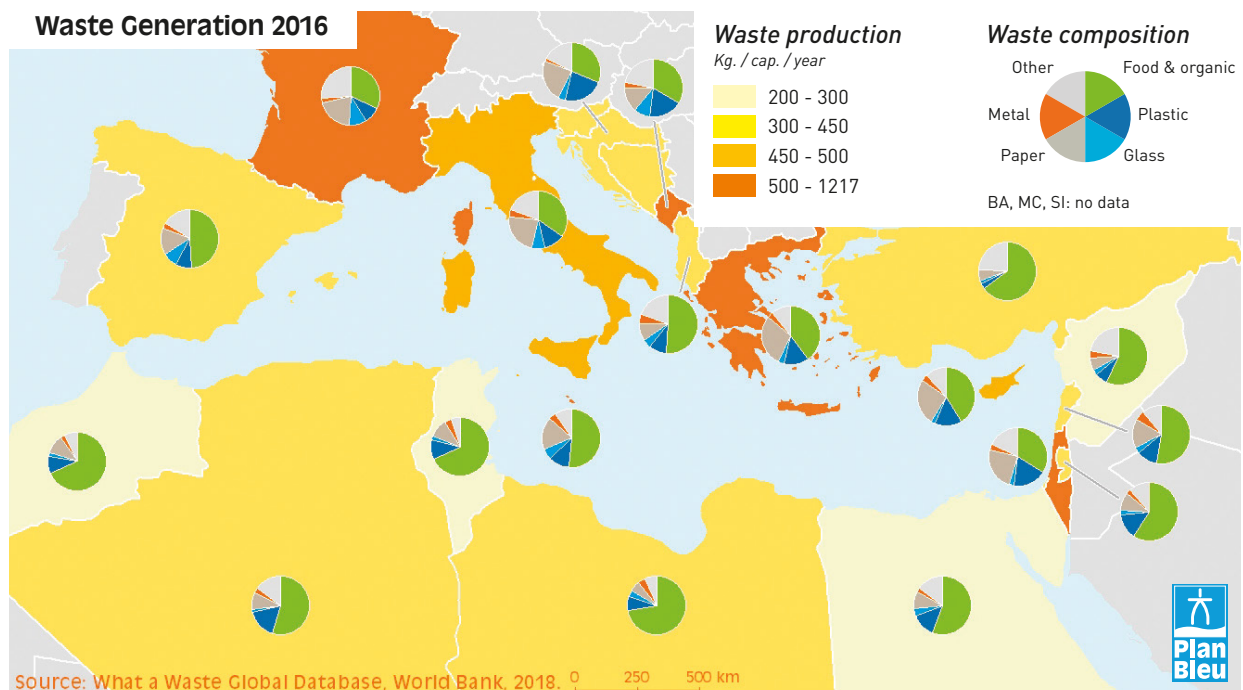 Waste Generation 2016
Waste production
Kg. / cap. / year
200 - 300
300 - 450
450 - 500
500 - 1217
Waste composition
Other
Food & organic
Metal
Plastic
Paper
Glass
BA, MC, SI: no data
Source: What a Waste Global Database, World Bank, 2018.
0 250 500 km
Plan
Bleu